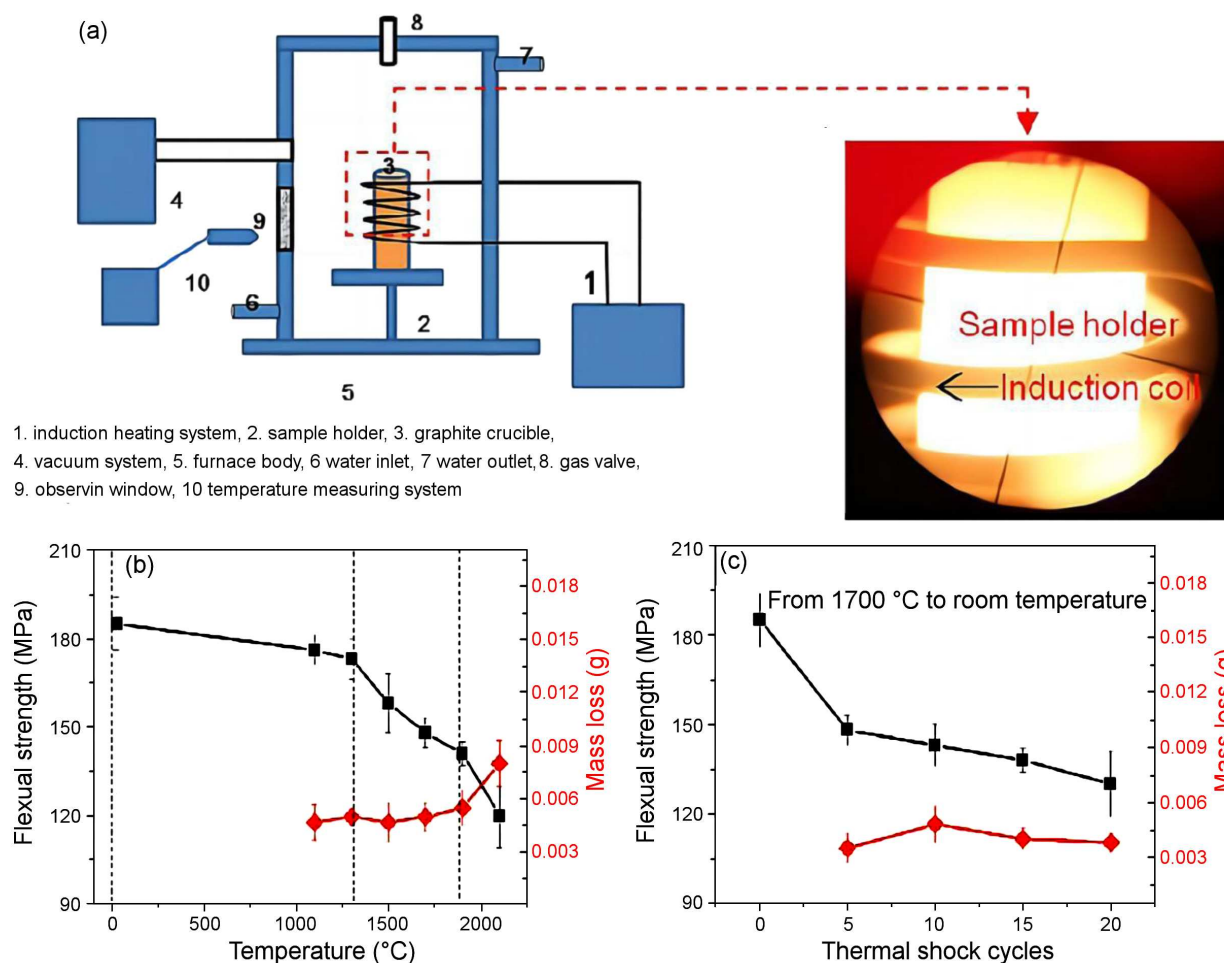 (a)
8
7
3
4
9
10
1
6
2
5
Sample holder
Induction coil
1. induction heating system, 2. sample holder, 3. graphite crucible,
4. vacuum system, 5. furnace body, 6 water inlet, 7 water outlet, 8. gas valve,
9. observin window, 10 temperature measuring system
(b)
Flexual strength (MPa)
210
180
150
120
90
0.018
0.015
0.012
0.009
0.006
0.003
Mass loss (g)
0 500 1000 1500 2000
Temperature (°C)
(c)
From 1700 °C to room temperature
Flexual strength (MPa)
210
180
150
120
90
0.018
0.015
0.012
0.009
0.006
0.003
Mass loss (g)
0 5 10 15 20
Thermal shock cycles